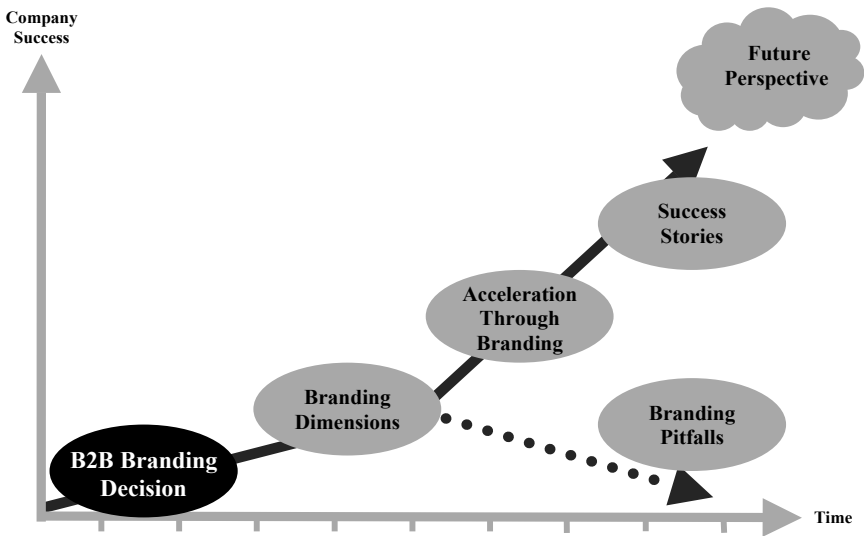 Company
Success
Future
Perspective
Success
Stories
Acceleration
Through
Branding
Branding
Dimensions
Branding
Pitfalls
B2B Branding
Decision
Time